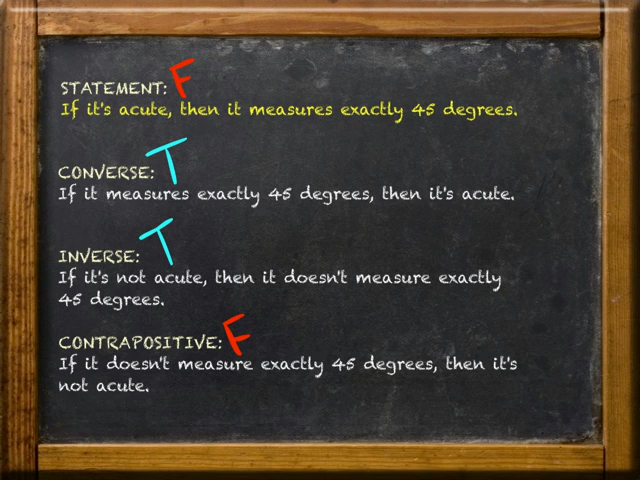 STATEMENT: F
If it's acute, then it measures exactly 45 degrees.
CONVERSE: T
If it measures exactly 45 degrees, then it's acute.
INVERSE: T
If it's not acute, then it doesn't measure exactly
45 degrees.
CONTRAPOSITIVE: F
If it doesn't measure exactly 45 degrees, then it's
not acute.